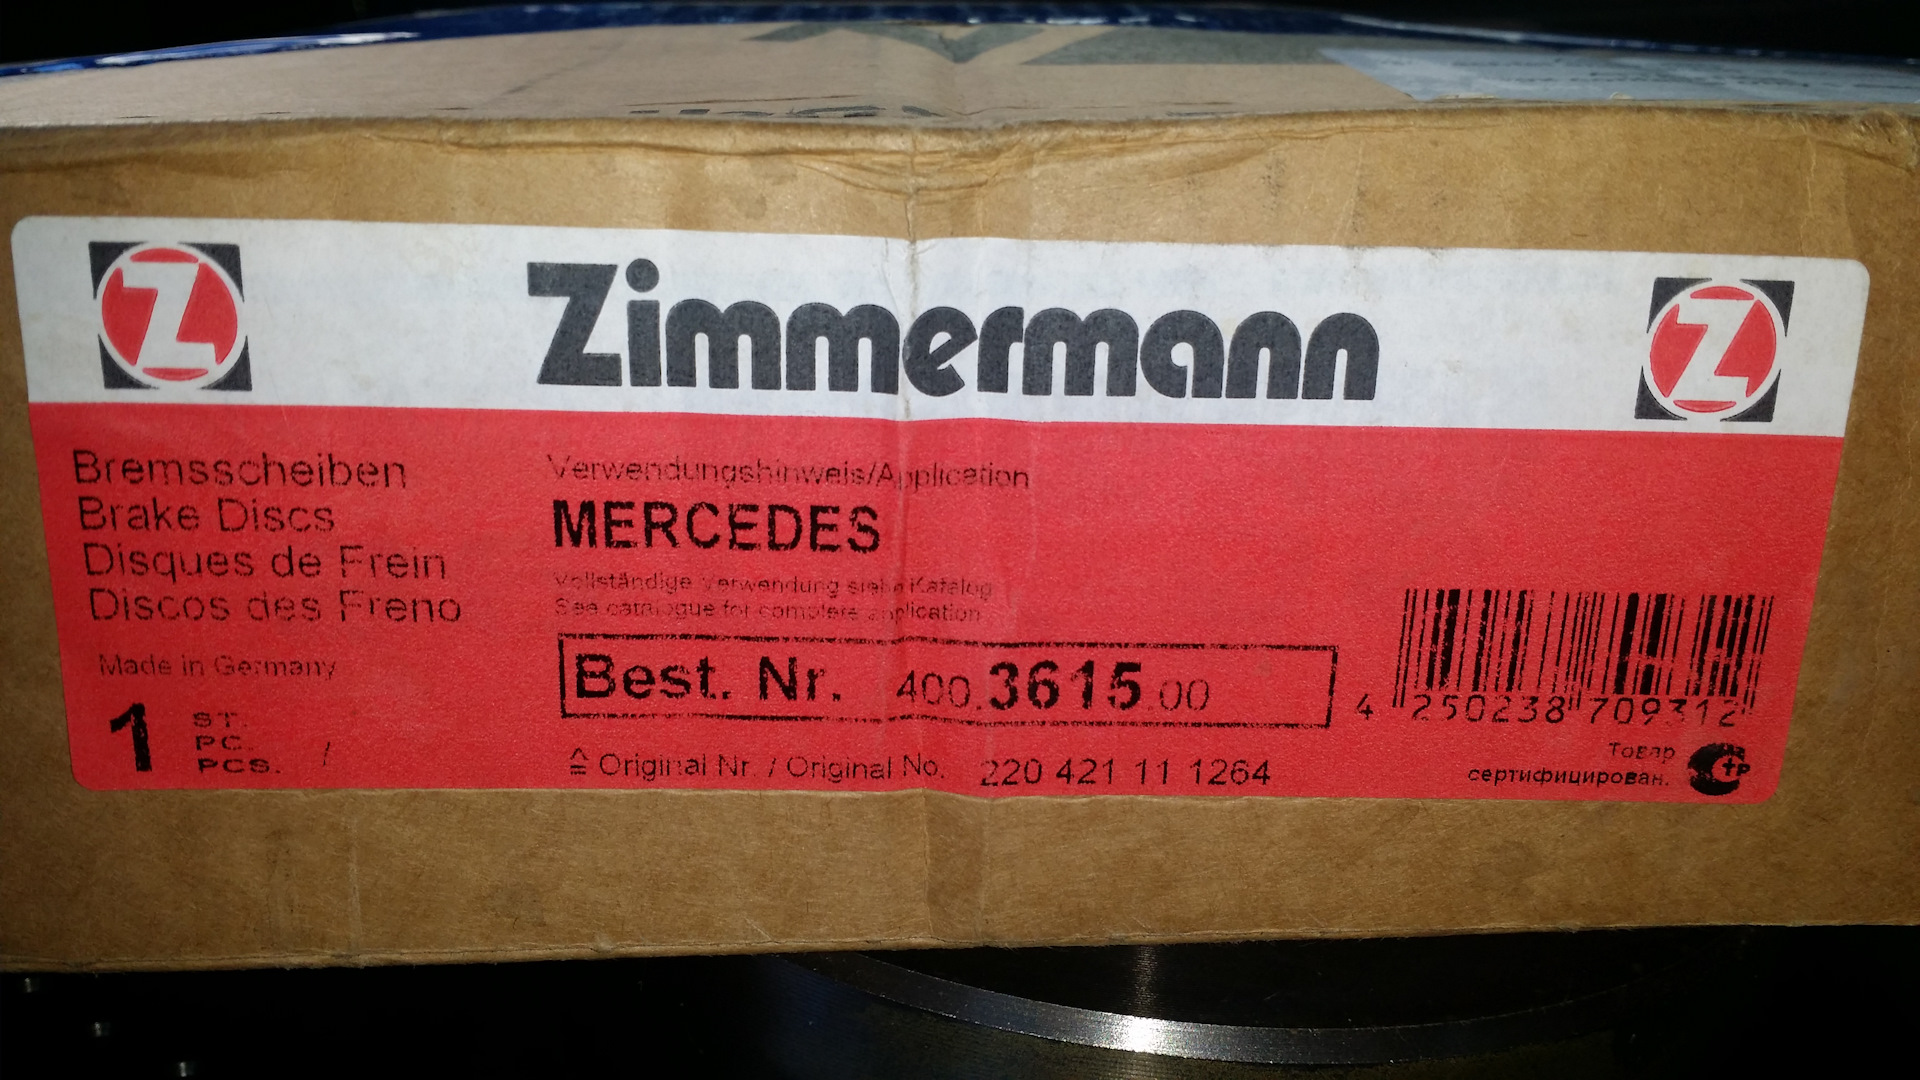 Z
Zimmermann
Z
Bremsscheiben
Brake Discs
Disques de Frein
Discos des Freno
Made in Germany
1 ST.
PC.
PCS. /
Verwendungshinweis/Application
MERCEDES
Vollständige Verwendung siehe Katalog
See catalogue for complete application
Best. Nr. 400.3615.00
≙ Original Nr. / Original No. 220 421 11 1264
4 250238 709312
Товар
сертифицирован.